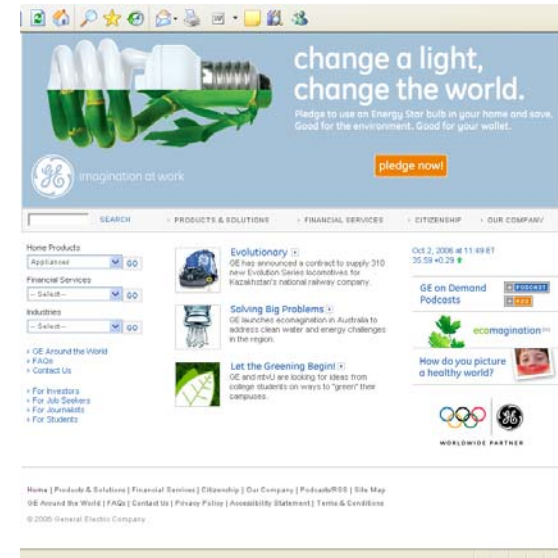 change a light,
change the world.
Pledge to use an Energy Star bulb in your home and save.
Good for the environment. Good for your wallet.
pledge now!
imagination at work
SEARCH
PRODUCTS & SOLUTIONS
FINANCIAL SERVICES
CITIZENSHIP
OUR COMPANY
Home Products
Appliances
GO
Financial Services
-- Select--
GO
Industries
-- Select--
GO
GE Around the World
FAQs
Contact Us
For Investors
For Job Seekers
For Journalists
For Students
Evolutionary
GE has announced a contract to supply 310
new Evolution Series locomotives for
Kazakhstan's national railway company.
Solving Big Problems
GE launches ecomagination in Australia to
address clean water and energy challenges
in the region.
Let the Greening Begin!
GE and mtvU are looking for ideas from
college students on ways to "green" their
campuses.
Oct 2, 2006 at 11:49 ET
35.59 +0.29
GE on Demand
Podcasts
PODCAST
RSS
ecomagination
How do you picture
a healthy world?
WORLDWIDE PARTNER
Home | Products & Solutions | Financial Services | Citizenship | Our Company | Podcasts/RSS | Site Map
GE Around the World | FAQs | Contact Us | Privacy Policy | Accessibility Statement | Terms & Conditions
© 2006 General Electric Company